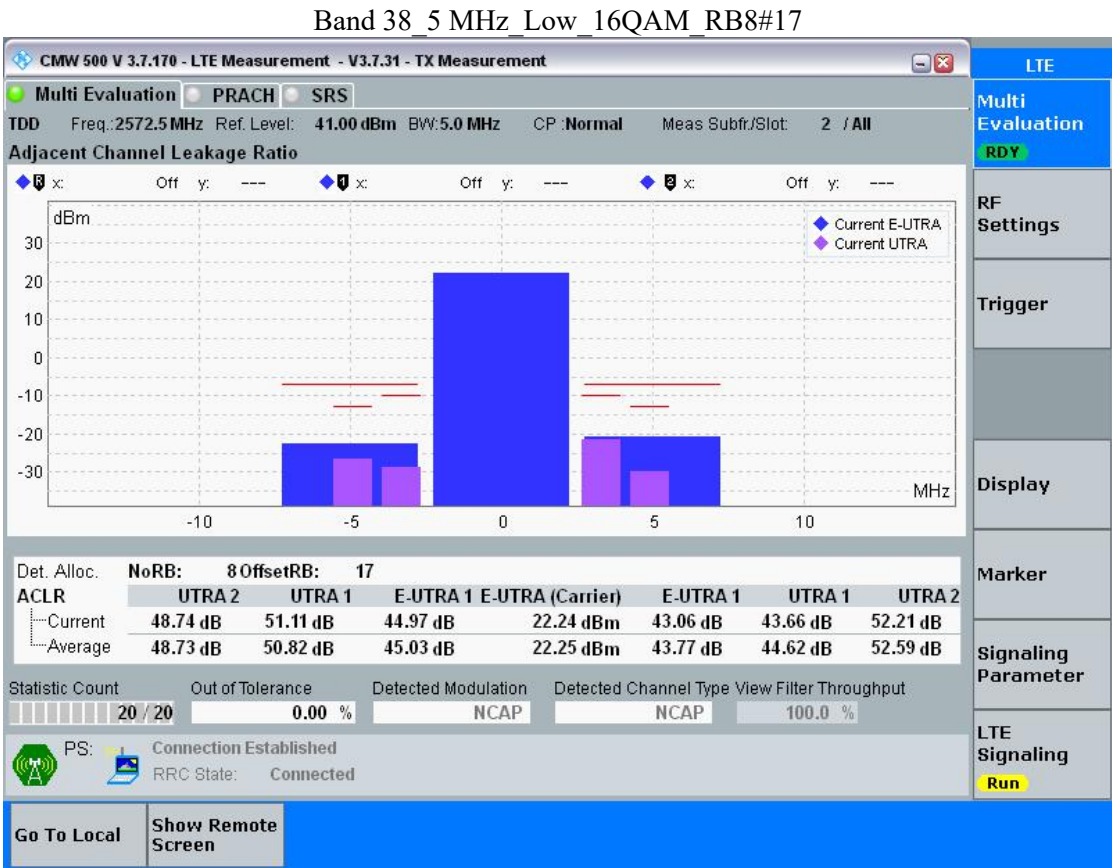 Band 38_5 MHz_Low_16QAM_RB8#17
CMW 500 V 3.7.170 - LTE Measurement - V3.7.31 - TX Measurement
LTE
Multi Evaluation PRACH SRS
TDD Freq.:2572.5 MHz Ref. Level: 41.00 dBm BW:5.0 MHz CP :Normal Meas Subfr./Slot: 2 / All
Adjacent Channel Leakage Ratio
R x: Off y: --- 1 x: Off y: --- 2 x: Off y: ---
dBm
Current E-UTRA
Current UTRA
30
20
10
0
-10
-20
-30
MHz
-10 -5 0 5 10
Det. Alloc. NoRB: 8 OffsetRB: 17
ACLR UTRA 2 UTRA 1 E-UTRA 1 E-UTRA (Carrier) E-UTRA 1 UTRA 1 UTRA 2
Current 48.74 dB 51.11 dB 44.97 dB 22.24 dBm 43.06 dB 43.66 dB 52.21 dB
Average 48.73 dB 50.82 dB 45.03 dB 22.25 dBm 43.77 dB 44.62 dB 52.59 dB
Statistic Count Out of Tolerance Detected Modulation Detected Channel Type View Filter Throughput
20 / 20 0.00 % NCAP NCAP 100.0 %
PS: Connection Established
RRC State: Connected
Multi
Evaluation
RDY
RF
Settings
Trigger
Display
Marker
Signaling
Parameter
LTE
Signaling
Run
Go To Local
Show Remote
Screen